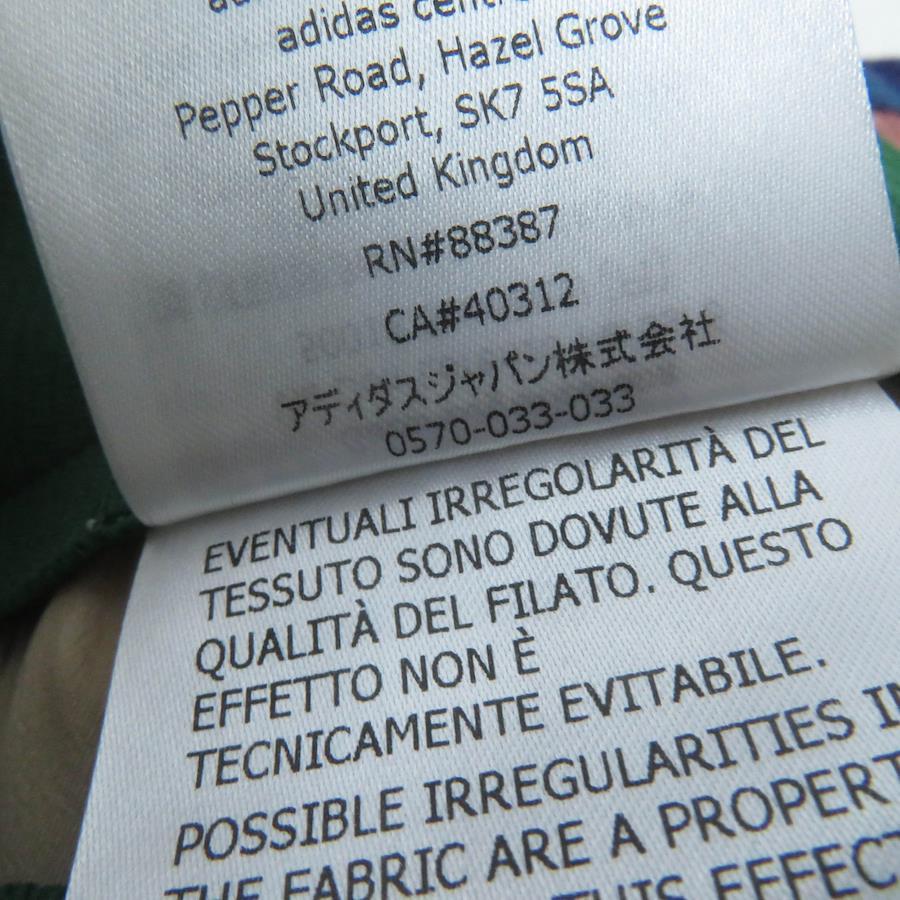 adidas
Pepper Road, Hazel Grove
Stockport, SK7 5SA
United Kingdom
RN#88387
CA#40312
アディダスジャパン株式会社
0570-033-033
EVENTUALI IRREGOLARITÀ DEL
TESSUTO SONO DOVUTE ALLA
QUALITÀ DEL FILATO. QUESTO
EFFETTO NON È
TECNICAMENTE EVITABILE.
POSSIBLE IRREGULARITIES
THE FABRIC ARE A
THIS